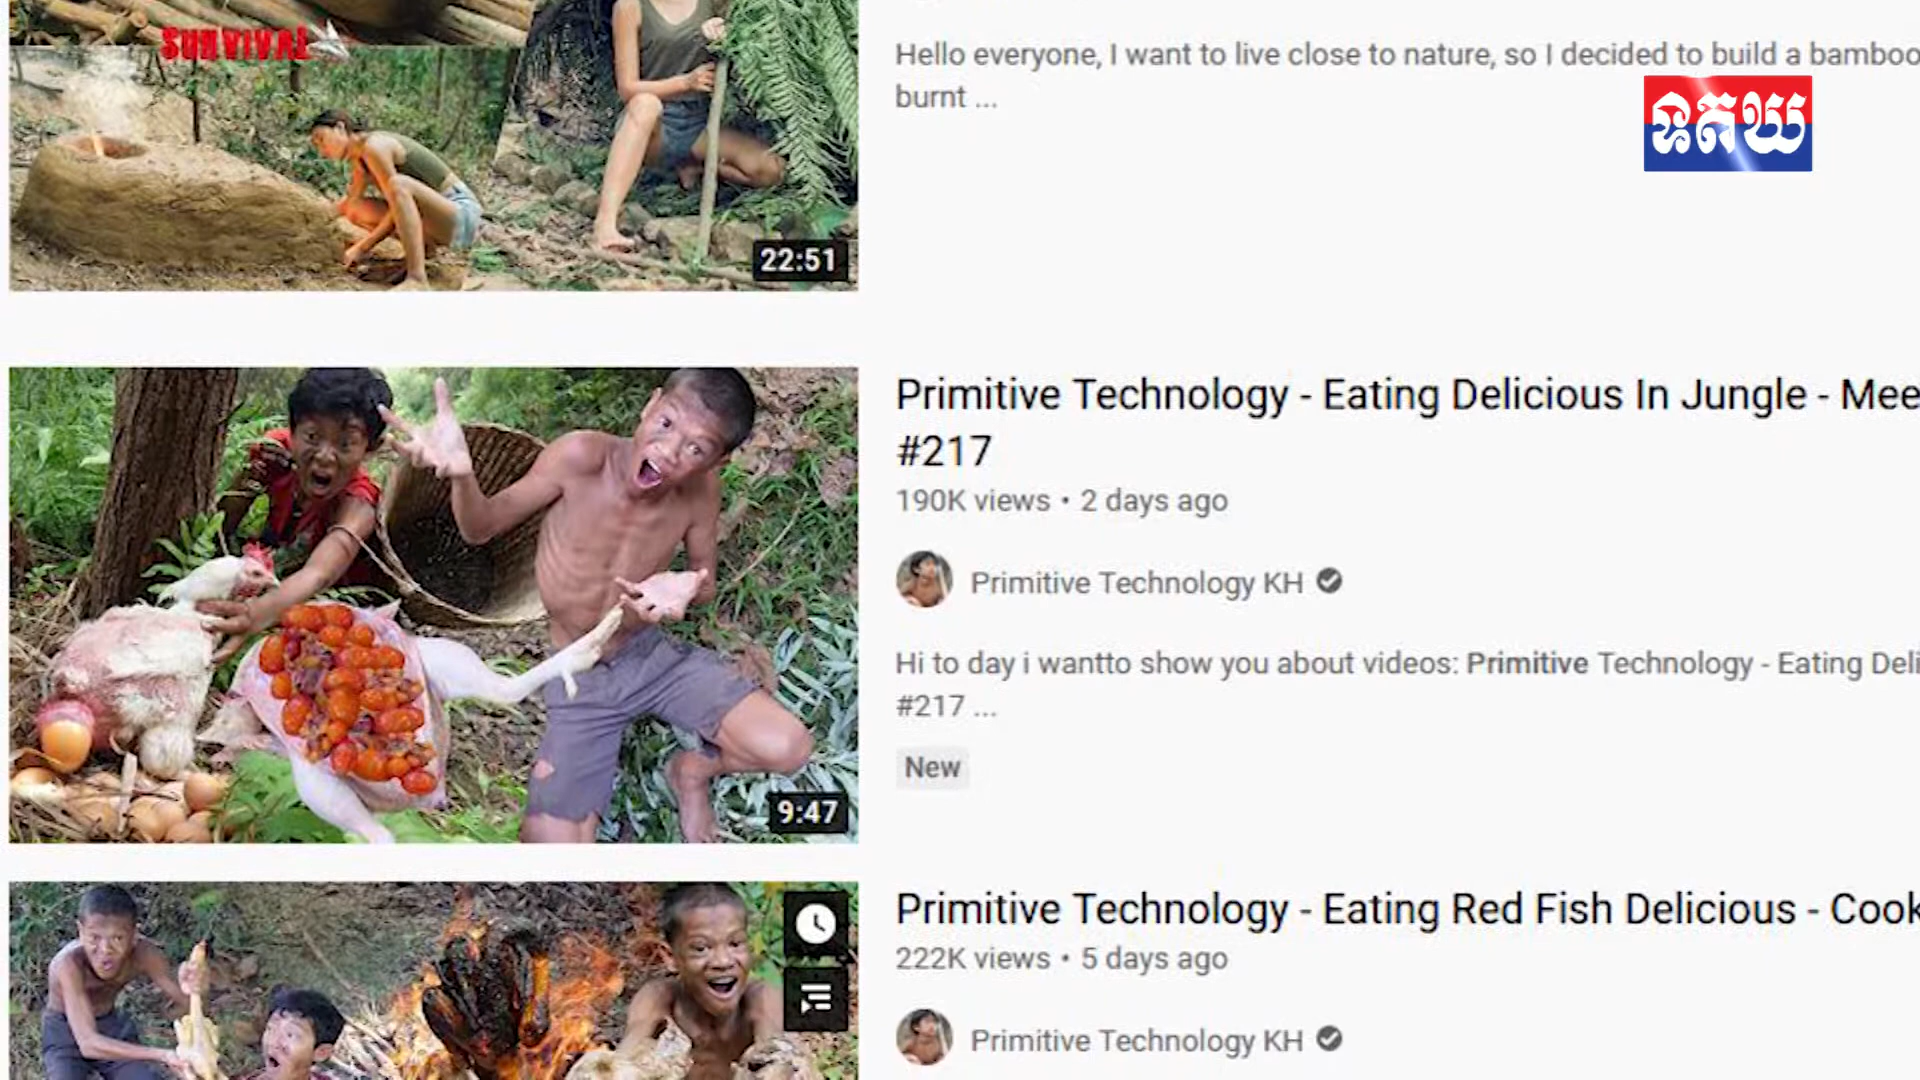 SURVIVAL
22:51
Hello everyone, I want to live close to nature, so I decided to build a bamboo
burnt ...
ឧត្តឃ
Primitive Technology - Eating Delicious In Jungle - Mee
#217
190K views • 2 days ago
Primitive Technology KH
Hi to day i wantto show you about videos: Primitive Technology - Eating Deli
#217 ...
New
9:47
Primitive Technology - Eating Red Fish Delicious - Cook
222K views • 5 days ago
Primitive Technology KH